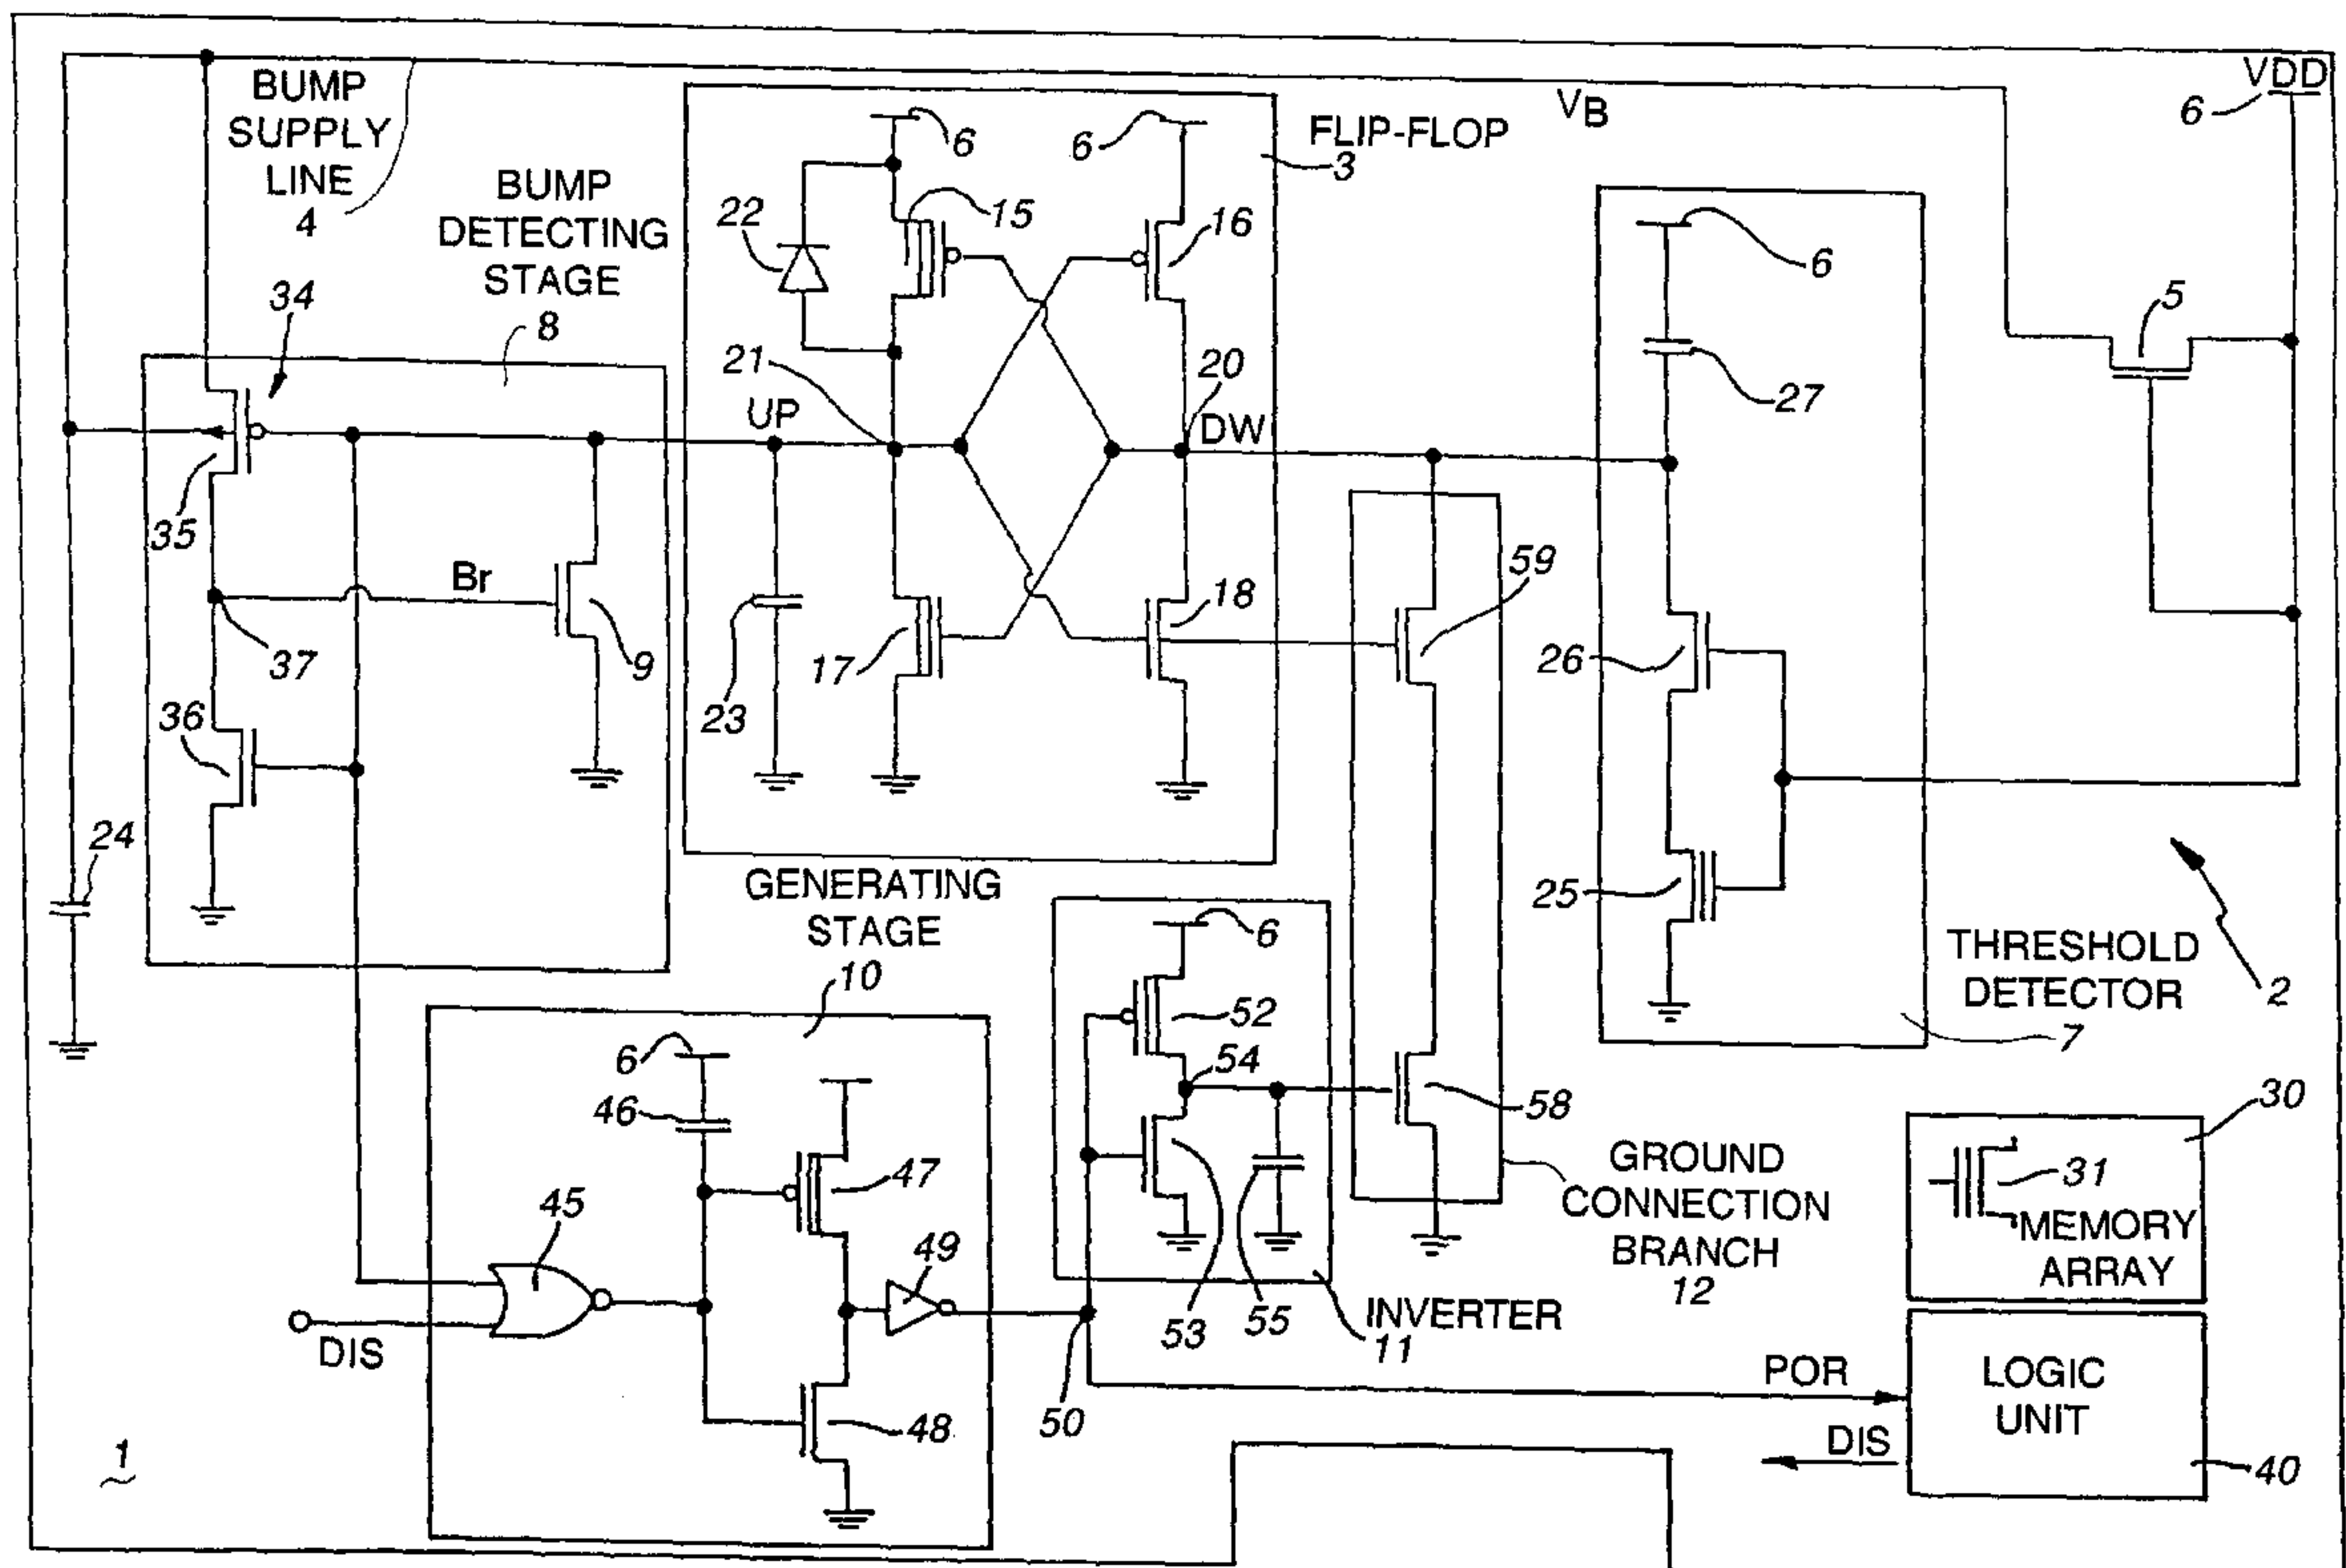 VDD
6
VB
BUMP
SUPPLY
LINE
4
BUMP
DETECTING
STAGE
8
34
35
37
36
Br
9
24
6
6
FLIP-FLOP
3
22
15
16
21
20
UP
DW
23
17
18
59
58
GROUND
CONNECTION
BRANCH
12
6
27
26
25
5
THRESHOLD
DETECTOR
7
2
GENERATING
STAGE
10
6
46
47
45
49
48
DIS
50
6
52
54
53
55
INVERTER
11
30
31
MEMORY
ARRAY
POR
DIS
LOGIC
UNIT
40
1